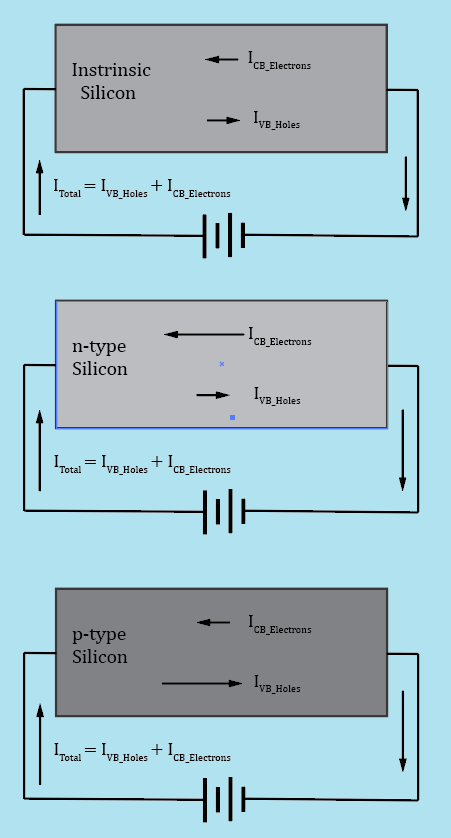 Instrinsic
Silicon
I_CB_Electrons
I_VB_Holes
I_Total = I_VB_Holes + I_CB_Electrons
n-type
Silicon
I_CB_Electrons
I_VB_Holes
I_Total = I_VB_Holes + I_CB_Electrons
p-type
Silicon
I_CB_Electrons
I_VB_Holes
I_Total = I_VB_Holes + I_CB_Electrons